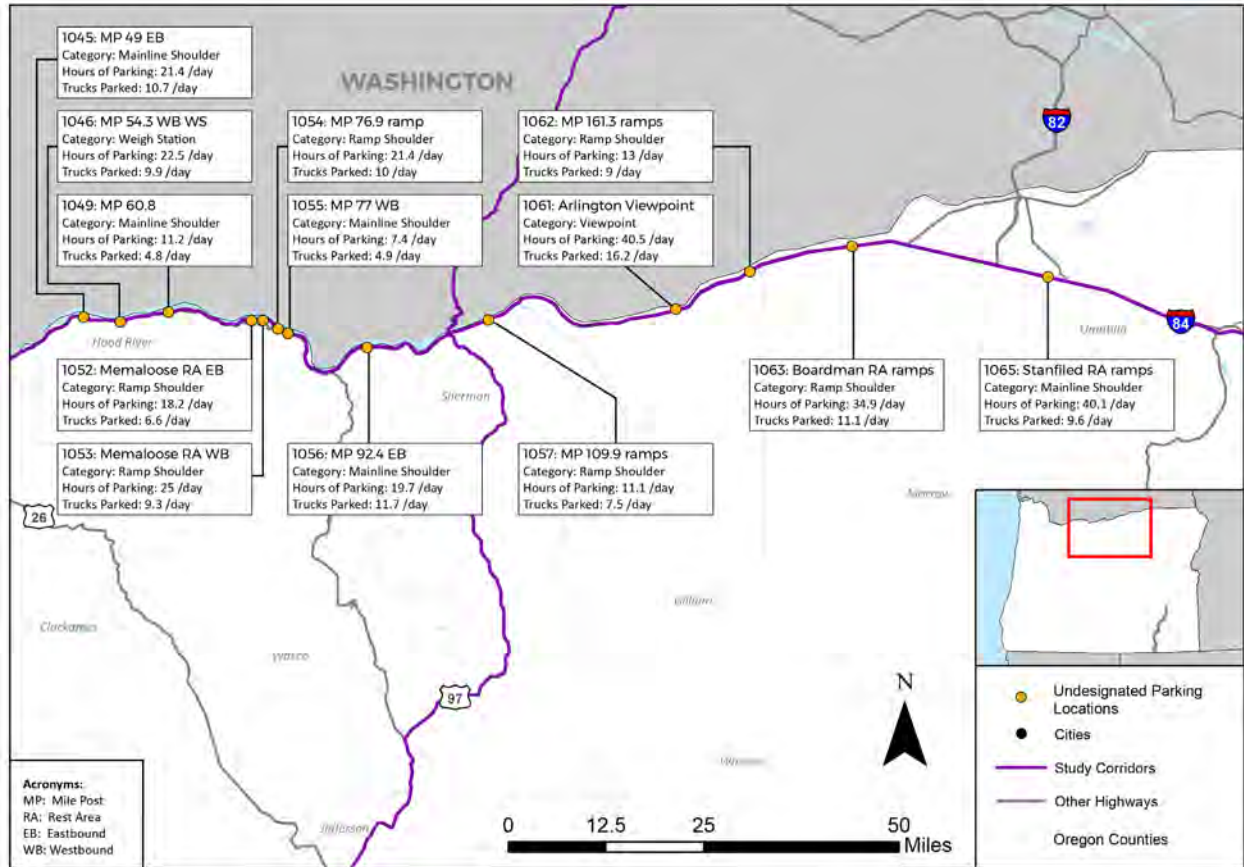 1045: MP 49 EB
Category: Mainline Shoulder
Hours of Parking: 21.4 /day
Trucks Parked: 10.7 /day
WASHINGTON
1046: MP 54.3 WB WS
Category: Weigh Station
Hours of Parking: 22.5 /day
Trucks Parked: 9.9 /day
1054: MP 76.9 ramp
Category: Ramp Shoulder
Hours of Parking: 21.4 /day
Trucks Parked: 10 /day
1062: MP 161.3 ramps
Category: Ramp Shoulder
Hours of Parking: 13 /day
Trucks Parked: 9 /day
82
1049: MP 60.8
Category: Mainline Shoulder
Hours of Parking: 11.2 /day
Trucks Parked: 4.8 /day
1055: MP 77 WB
Category: Mainline Shoulder
Hours of Parking: 7.4 /day
Trucks Parked: 4.9 /day
1061: Arlington Viewpoint
Category: Viewpoint
Hours of Parking: 40.5 /day
Trucks Parked: 16.2 /day
Hood River
Umatilla
84
1052: Memaloose RA EB
Category: Ramp Shoulder
Hours of Parking: 18.2 /day
Trucks Parked: 6.6 /day
Sherman
1063: Boardman RA ramps
Category: Ramp Shoulder
Hours of Parking: 34.9 /day
Trucks Parked: 11.1 /day
1065: Stanfiled RA ramps
Category: Mainline Shoulder
Hours of Parking: 40.1 /day
Trucks Parked: 9.6 /day
1053: Memaloose RA WB
Category: Ramp Shoulder
Hours of Parking: 25 /day
Trucks Parked: 9.3 /day
1056: MP 92.4 EB
Category: Mainline Shoulder
Hours of Parking: 19.7 /day
Trucks Parked: 11.7 /day
1057: MP 109.9 ramps
Category: Ramp Shoulder
Hours of Parking: 11.1 /day
Trucks Parked: 7.5 /day
Morrow
26
Gilliam
Clackamas
Wasco
97
N
Undesignated Parking
Locations
Cities
Study Corridors
Other Highways
Oregon Counties
Wheeler
Jefferson
Acronyms:
MP: Mile Post
RA: Rest Area
EB: Eastbound
WB: Westbound
0 12.5 25 50
Miles